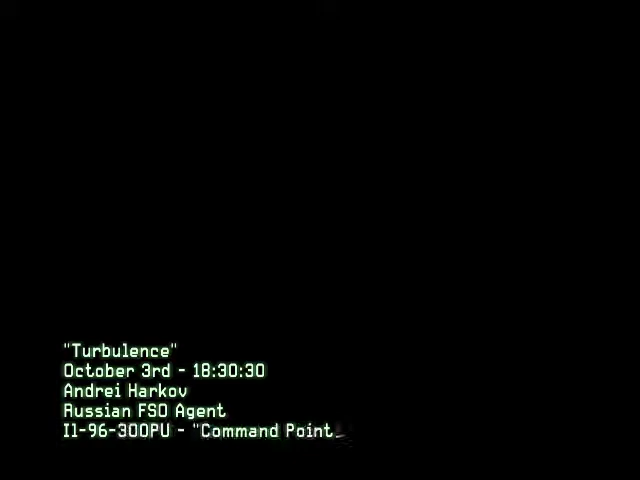 "Turbulence"
October 3rd - 18:30:30
Andrei Harkov
Russian FSO Agent
Il-96-300PU - "Command Point